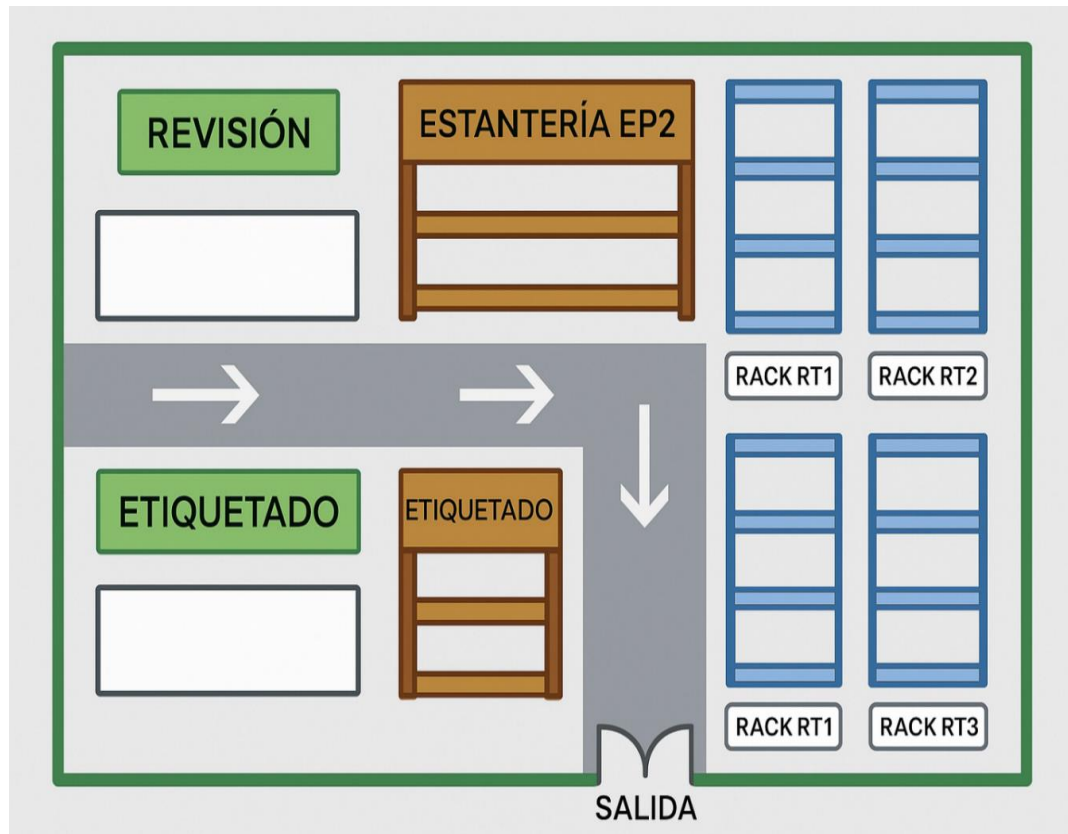 REVISIÓN
ESTANTERÍA EP2
RACK RT1
RACK RT2
ETIQUETADO
ETIQUETADO
RACK RT1
RACK RT3
SALIDA